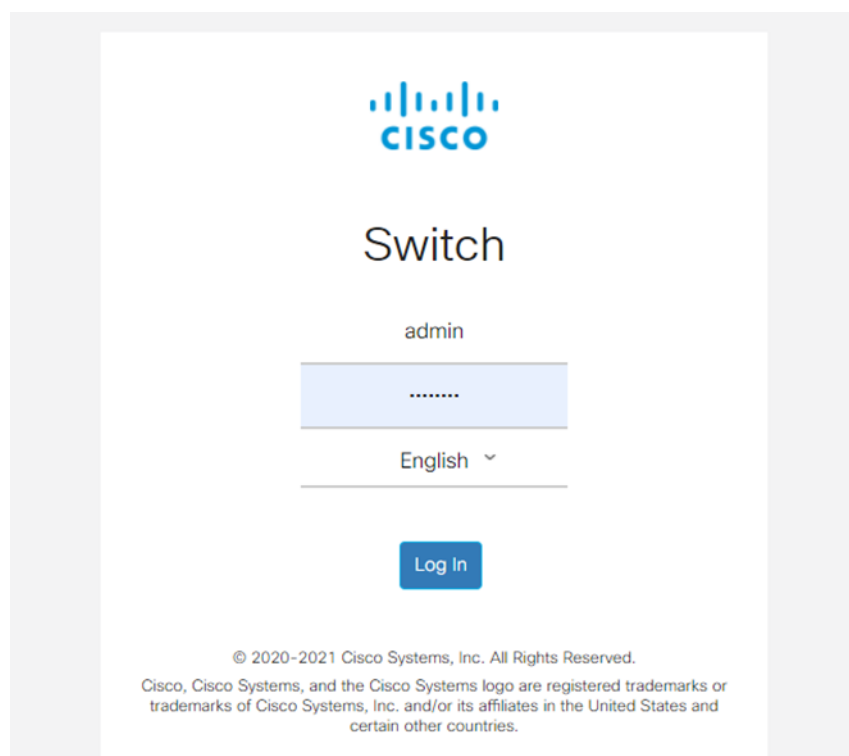 CISCO
Switch
admin
········
English
Log In
© 2020-2021 Cisco Systems, Inc. All Rights Reserved.
Cisco, Cisco Systems, and the Cisco Systems logo are registered trademarks or
trademarks of Cisco Systems, Inc. and/or its affiliates in the United States and
certain other countries.